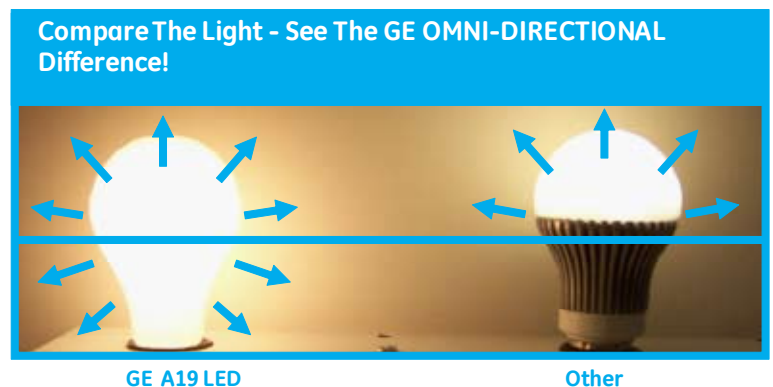 Compare The Light - See The GE OMNI-DIRECTIONAL
Difference!
GE A19 LED
Other